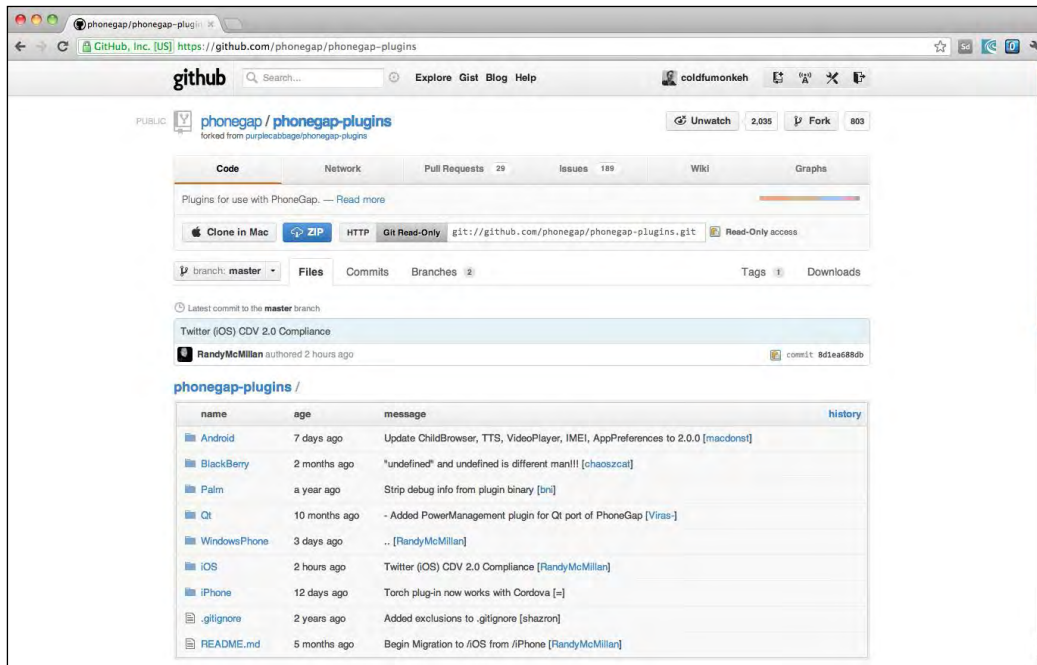 phonegap/phonegap-plugin
GitHub, Inc. [US] https://github.com/phonegap/phonegap-plugins
github Search... Explore Gist Blog Help coldfumonkeh
PUBLIC phonegap / phonegap-plugins Unwatch 2,035 Fork 803
forked from purplecabbage/phonegap-plugins
Code Network Pull Requests 29 Issues 189 Wiki Graphs
Plugins for use with PhoneGap. — Read more
Clone in Mac ZIP HTTP Git Read-Only git://github.com/phonegap/phonegap-plugins.git Read-Only access
branch: master Files Commits Branches 2 Tags 1 Downloads
Latest commit to the master branch
Twitter (iOS) CDV 2.0 Compliance
RandyMcMillan authored 2 hours ago commit 8d1ea688db
phonegap-plugins /
name age message history
Android 7 days ago Update ChildBrowser, TTS, VideoPlayer, IMEI, AppPreferences to 2.0.0 [macdonst]
BlackBerry 2 months ago "undefined" and undefined is different man!!! [chaoszcat]
Palm a year ago Strip debug info from plugin binary [bni]
Qt 10 months ago - Added PowerManagement plugin for Qt port of PhoneGap [Viras-]
WindowsPhone 3 days ago .. [RandyMcMillan]
iOS 2 hours ago Twitter (iOS) CDV 2.0 Compliance [RandyMcMillan]
iPhone 12 days ago Torch plug-in now works with Cordova [=]
.gitignore 2 years ago Added exclusions to .gitignore [shazron]
README.md 5 months ago Begin Migration to /iOS from /iPhone [RandyMcMillan]